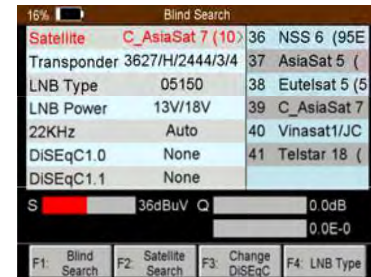 16% Blind Search
Satellite C_AsiaSat 7 (10>
Transponder 3627/H/2444/3/4
LNB Type 05150
LNB Power 13V/18V
22KHz Auto
DiSEqC1.0 None
DiSEqC1.1 None
36 NSS 6 (95E
37 AsiaSat 5 (
38 Eutelsat 5 (5
39 C_AsiaSat 7
40 Vinasat1/JC
41 Telstar 18 (
S 36dBuV Q 0.0dB
0.0E-0
F1: Blind Search F2: Satellite Search F3: Change DiSEqC F4: LNB Type